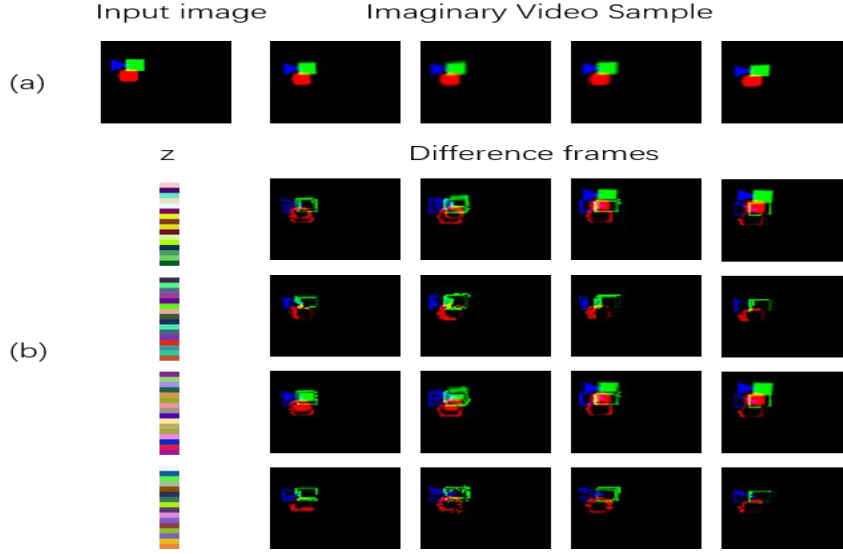 Input image
Imaginary Video Sample
(a)
z
Difference frames
(b)